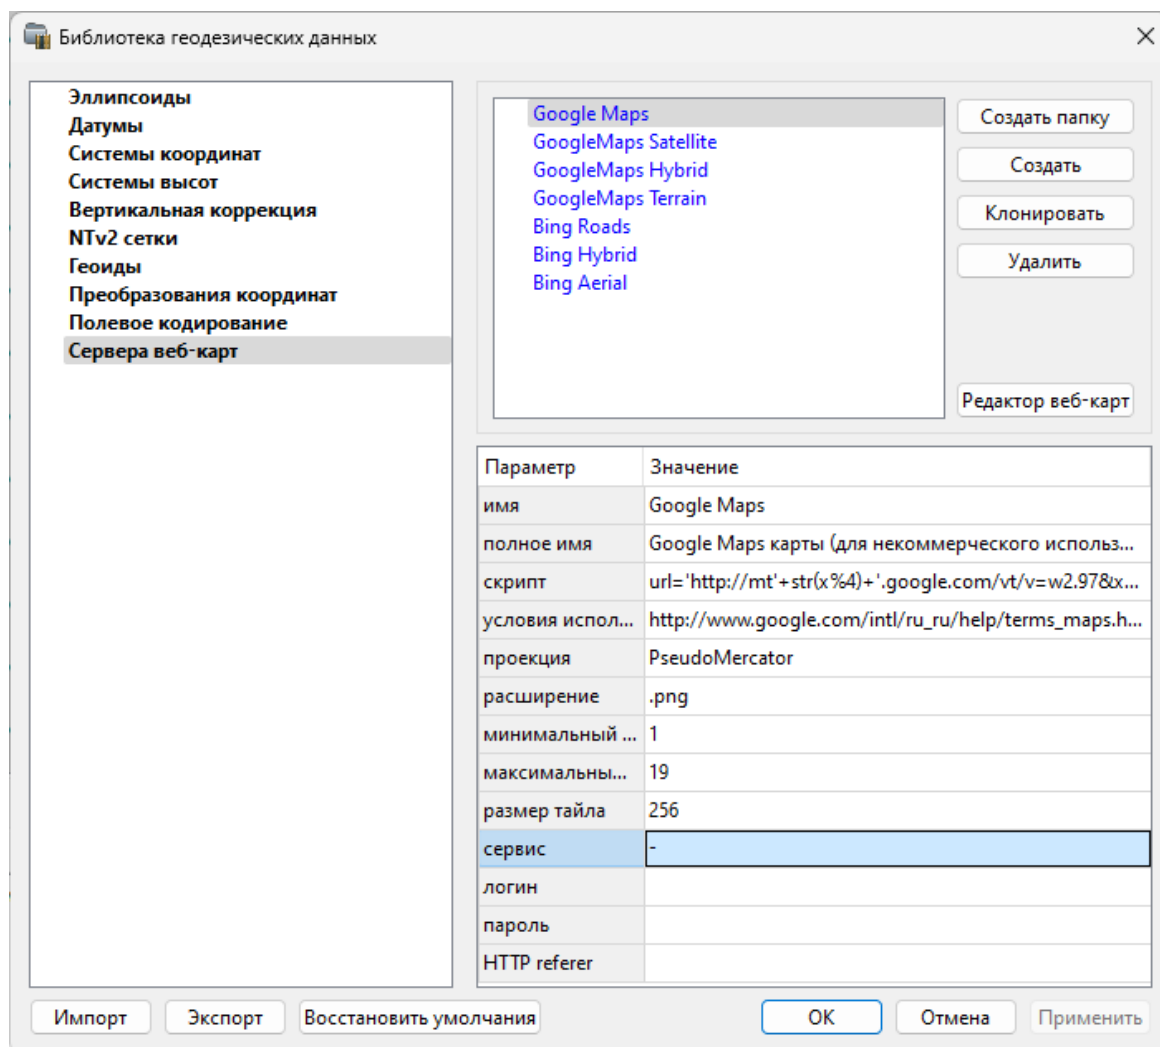 Библиотека геодезических данных
Эллипсоиды
Датумы
Системы координат
Системы высот
Вертикальная коррекция
NTv2 сетки
Геоиды
Преобразования координат
Полевое кодирование
Сервера веб-карт
Google Maps
GoogleMaps Satellite
GoogleMaps Hybrid
GoogleMaps Terrain
Bing Roads
Bing Hybrid
Bing Aerial
Создать папку
Создать
Клонировать
Удалить
Редактор веб-карт
Параметр Значение
имя Google Maps
полное имя Google Maps карты (для некоммерческого использ...
скрипт url='http://mt'+str(x%4)+'.google.com/vt/v=w2.97&x...
условия испол... http://www.google.com/intl/ru_ru/help/terms_maps.h...
проекция PseudoMercator
расширение .png
минимальный ... 1
максимальны... 19
размер тайла 256
сервис -
логин
пароль
HTTP referer
Импорт Экспорт Восстановить умолчания OK Отмена Применить